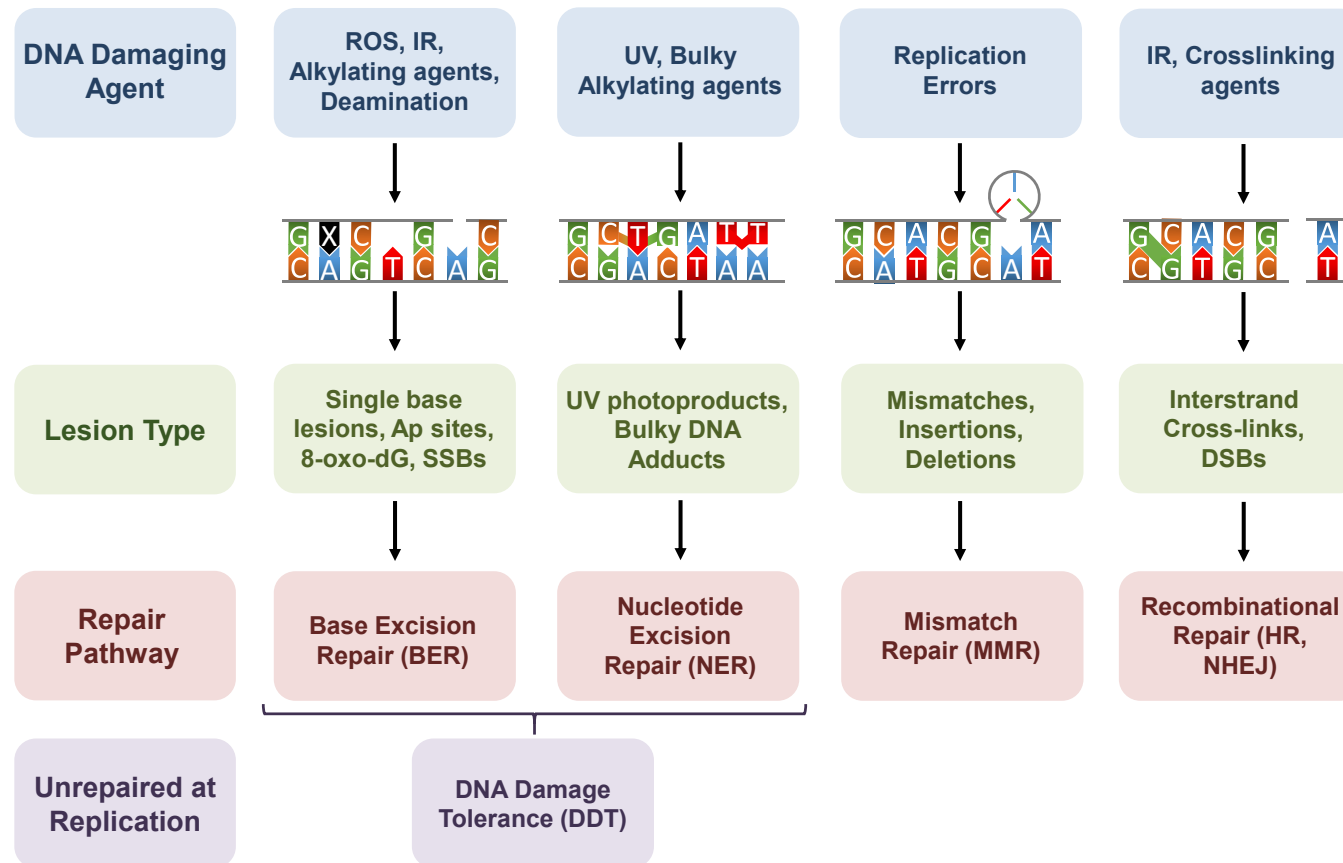 DNA Damaging
Agent
ROS, IR,
Alkylating agents,
Deamination
UV, Bulky
Alkylating agents
Replication
Errors
IR, Crosslinking
agents
G X C G C
C A G T C A G
G C T G A T T
C G A C T A A
G C A C G A
C A T G C A T
G C A C G A
C G T G C T
Lesion Type
Single base
lesions, Ap sites,
8-oxo-dG, SSBs
UV photoproducts,
Bulky DNA
Adducts
Mismatches,
Insertions,
Deletions
Interstrand
Cross-links,
DSBs
Repair
Pathway
Base Excision
Repair (BER)
Nucleotide
Excision
Repair (NER)
Mismatch
Repair (MMR)
Recombinational
Repair (HR,
NHEJ)
Unrepaired at
Replication
DNA Damage
Tolerance (DDT)